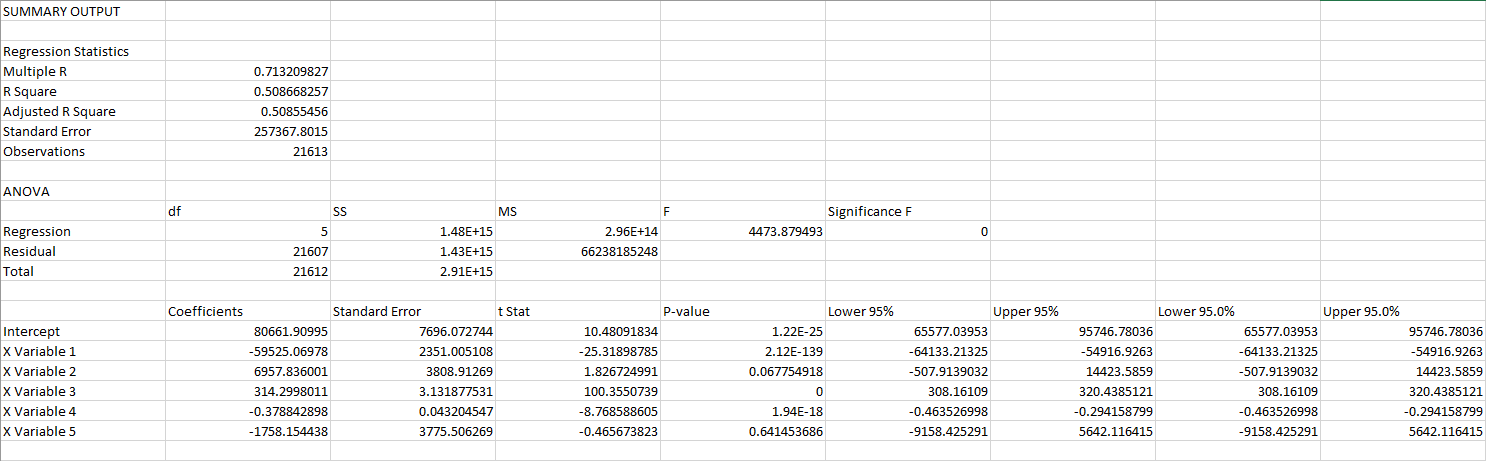 SUMMARY OUTPUT
Regression Statistics
Multiple R 0.713209827
R Square 0.508668257
Adjusted R Square 0.50855456
Standard Error 257367.8015
Observations 21613
ANOVA
df SS MS F Significance F
Regression 5 1.48E+15 2.96E+14 4473.879493 0
Residual 21607 1.43E+15 66238185248
Total 21612 2.91E+15
Coefficients Standard Error t Stat P-value Lower 95% Upper 95% Lower 95.0% Upper 95.0%
Intercept 80661.90995 7696.072744 10.48091834 1.22E-25 65577.03953 95746.78036 65577.03953 95746.78036
X Variable 1 -59525.06978 2351.005108 -25.31898785 2.12E-139 -64133.21325 -54916.9263 -64133.21325 -54916.9263
X Variable 2 6957.836001 3808.91269 1.826724991 0.067754918 -507.9139032 14423.5859 -507.9139032 14423.5859
X Variable 3 314.2998011 3.131877531 100.3550739 0 308.16109 320.4385121 308.16109 320.4385121
X Variable 4 -0.378842898 0.043204547 -8.768588605 1.94E-18 -0.463526998 -0.294158799 -0.463526998 -0.294158799
X Variable 5 -1758.154438 3775.506269 -0.465673823 0.641453686 -9158.425291 5642.116415 -9158.425291 5642.116415